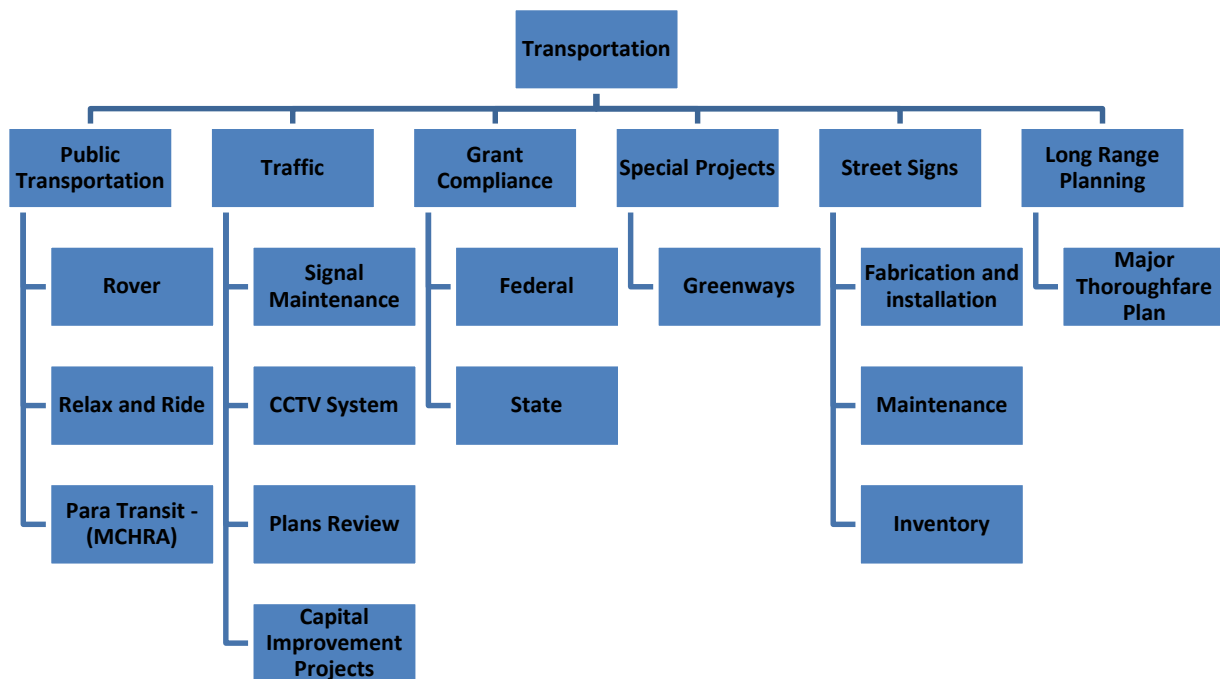 Transportation
Public
Transportation
Traffic
Grant
Compliance
Special Projects
Street Signs
Long Range
Planning
Rover
Signal
Maintenance
Federal
Greenways
Fabrication and
installation
Major
Thoroughfare
Plan
Relax and Ride
CCTV System
State
Maintenance
Para Transit -
(MCHRA)
Plans Review
Inventory
Capital
Improvement
Projects